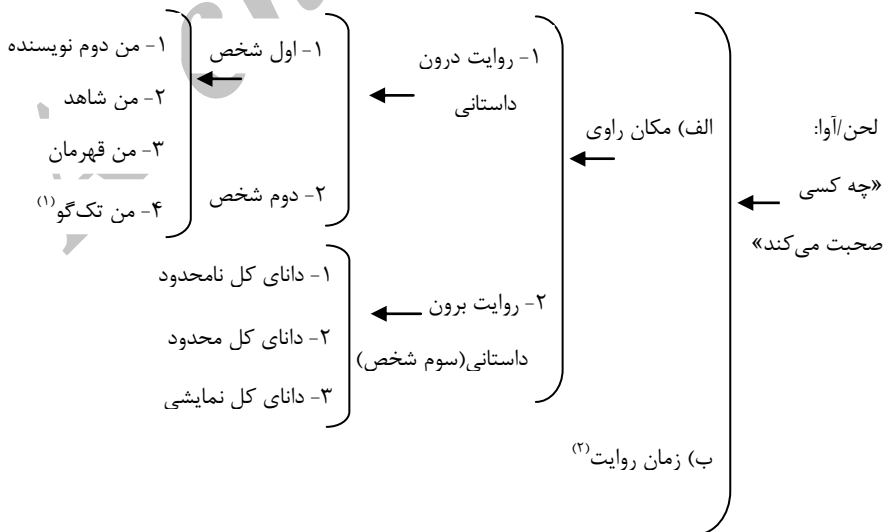 لحن/آوا:
«چه کسی
صحبت می‌کند»
الف) مکان راوی
ب) زمان روایت(۲)
۱- روایت درون
داستانی
۲- روایت برون
داستانی(سوم شخص)
۱- اول شخص
۲- دوم شخص
۱- دانای کل نامحدود
۲- دانای کل محدود
۳- دانای کل نمایشی
۱- من دوم نویسنده
۲- من شاهد
۳- من قهرمان
۴- من تک‌گو(۱)